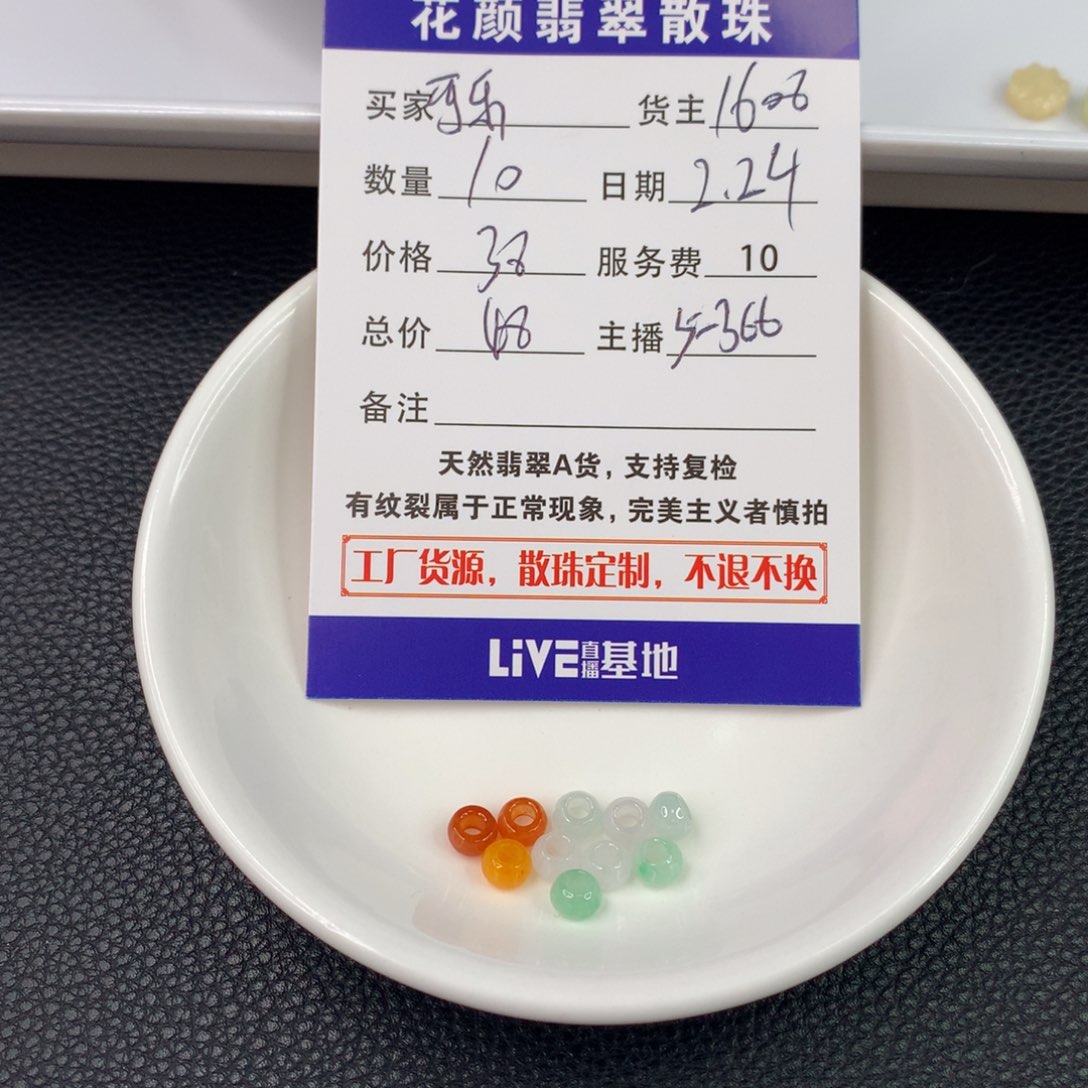 花颜翡翠散珠
买家 可乐 货主 1606
数量 10 日期 2.24
价格 38 服务费 10
总价 48 主播
备注
天然翡翠A货，支持复检
有纹裂属于正常现象，完美主义者慎拍
工厂货源，散珠定制，不退不换
LiVE直播基地